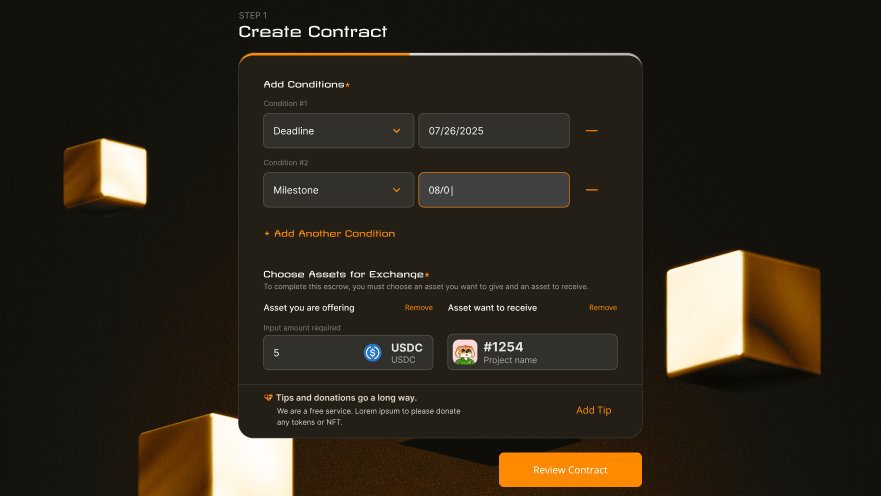 STEP 1
Create Contract
Add Conditions*
Condition #1
Deadline
07/26/2025
Condition #2
Milestone
08/0
+ Add Another Condition
Choose Assets for Exchange*
To complete this escrow, you must choose an asset you want to give and an asset to receive.
Asset you are offering Remove
Asset want to receive Remove
Input amount required
5
USDC
USDC
#1254
Project name
Tips and donations go a long way.
We are a free service. Lorem ipsum to please donate
any tokens or NFT.
Add Tip
Review Contract